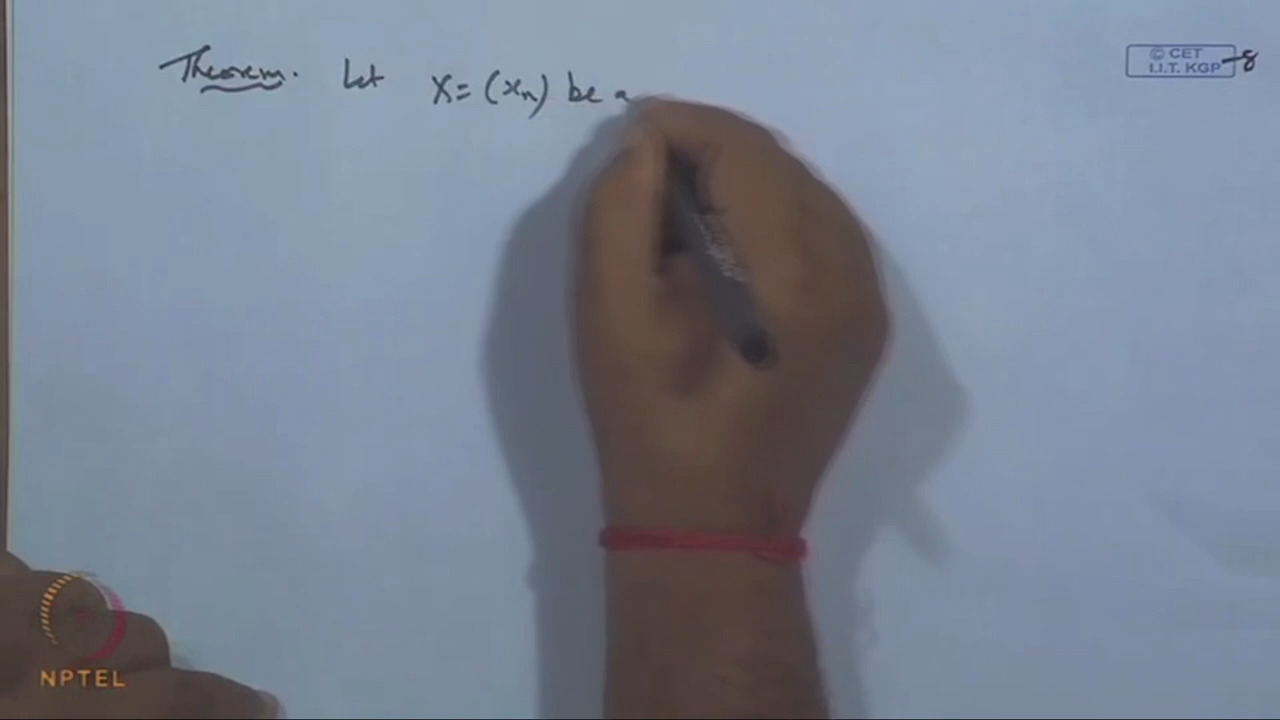 Theorem. Let X = (xn) be a
© CET
I.I.T. KGP
8
NPTEL